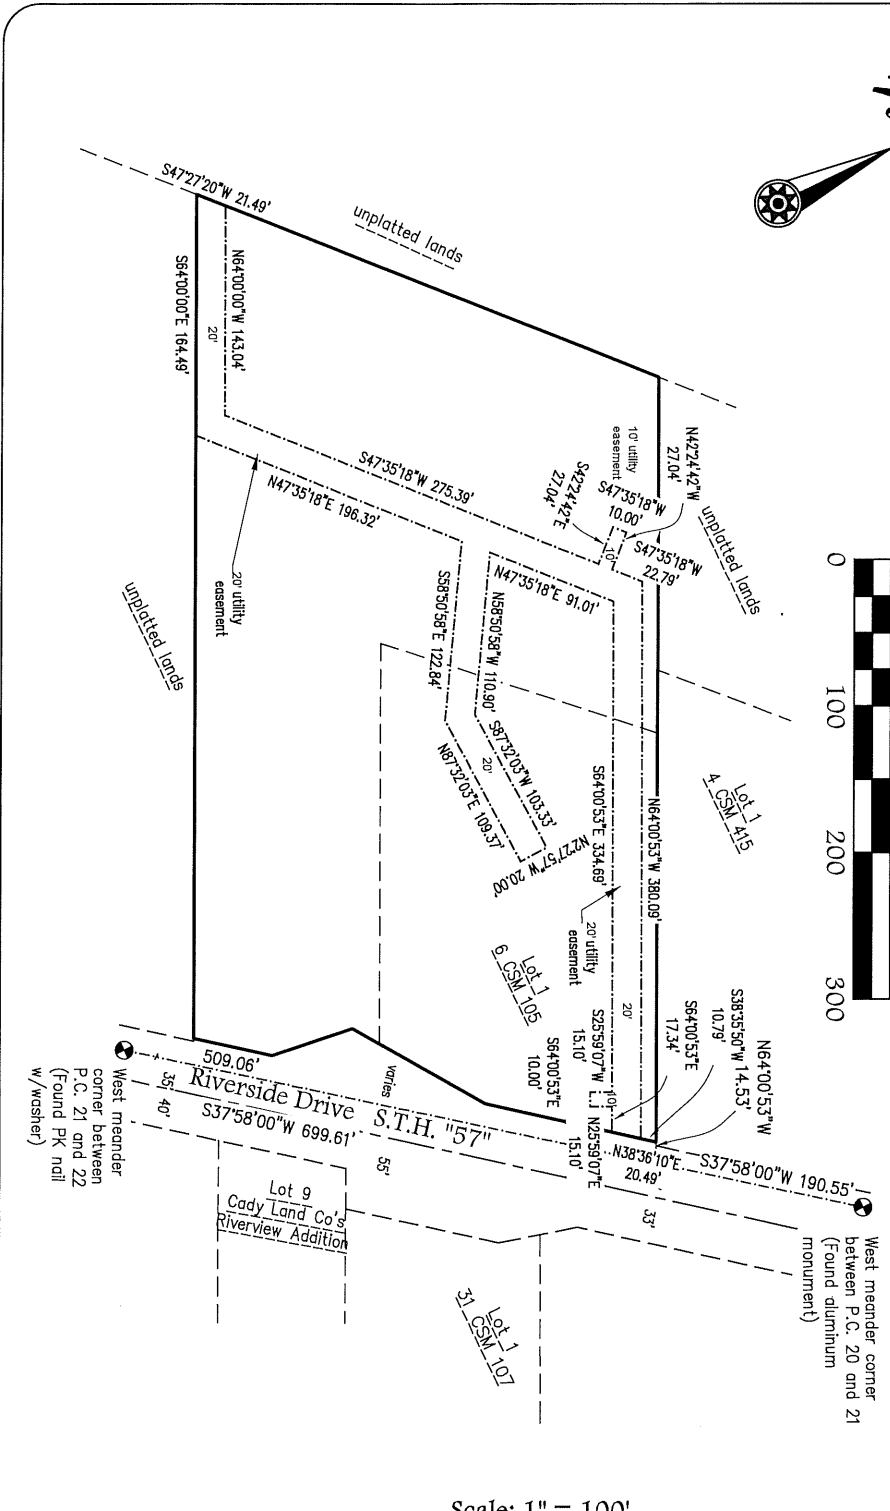 S47°27'20"W 21.49'
unplatted lands
N64°00'00"W 143.04'
20'
S64°00'00"E 164.49'
S47°35'18"W 275.39'
N47°35'18"E 196.32'
20' utility
easement
unplatted lands
10' utility
easement
N42°24'42"W
27.04'
S47°35'18"W
10.00'
S42°24'42"E
27.04'
10'
S47°35'18"W
22.79'
unplatted lands
N47°35'18"E 91.01'
S58°50'58"E 122.84'
N58°50'58"W 110.90'
S87°32'03"W 103.33'
20'
N87°32'03"E 109.37'
N2°27'57"W 20.00'
S64°00'53"E 334.69'
N64°00'53"W 380.09'
20' utility
easement
20'
Lot 1
4 CSM 415
Lot 1
6 CSM 105
0
100
200
300
S25°59'07"W
15.10'
S64°00'53"E
10.00'
10'
S64°00'53"E
17.34'
S38°35'50"W
10.79'
N64°00'53"W
14.53'
N25°59'07"E
15.10'
N38°36'10"E
20.49'
S37°58'00"W 190.55'
509.06'
Riverside Drive S.T.H. "57"
varies
35'
40'
S37°58'00"W 699.61'
55'
33'
West meander
corner between
P.C. 21 and 22
(Found PK nail
w/washer)
West meander corner
between P.C. 20 and 21
(Found aluminum
monument)
Lot 9
Cady Land Co's
Riverview Addition
Lot 1
31 CSM 107
Scale: 1" = 100'